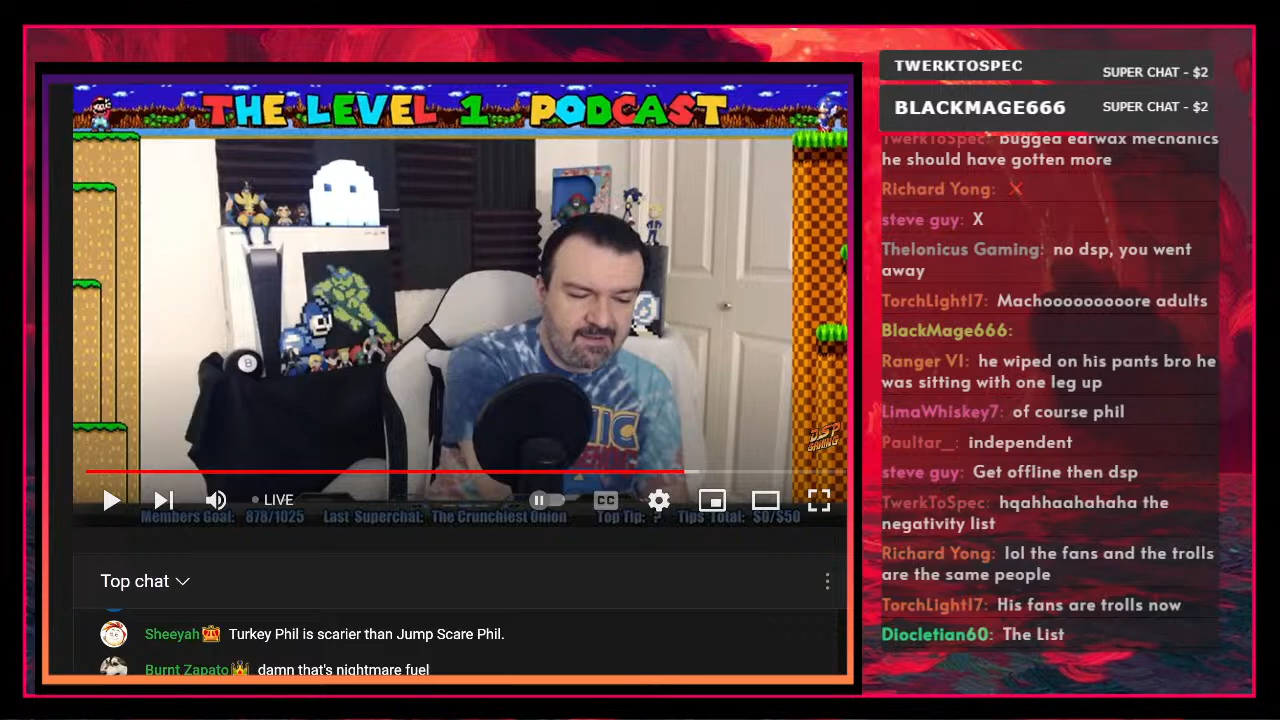 THE LEVEL 1 PODCAST
DSP
GAMING
LIVE
CC
Members Goal: 878/1025 Last Superchat: The Crunchiest Onion Top Tip: ? Tips Total: $0/$50
Top chat
Sheeyah Turkey Phil is scarier than Jump Scare Phil.
Burnt Zapato damn that's nightmare fuel
TWERKTOSPEC SUPER CHAT - $2
BLACKMAGE666 SUPER CHAT - $2
TwerkToSpec: bugged earwax mechanics
he should have gotten more
Richard Yong: ❌
steve guy: X
Thelonicus Gaming: no dsp, you went
away
TorchLight17: Machooooooooore adults
BlackMage666:
Ranger VI: he wiped on his pants bro he
was sitting with one leg up
LimaWhiskey7: of course phil
Paultar_: independent
steve guy: Get offline then dsp
TwerkToSpec: hqahhaahahaha the
negativity list
Richard Yong: lol the fans and the trolls
are the same people
TorchLight17: His fans are trolls now
Diocletian60: The List